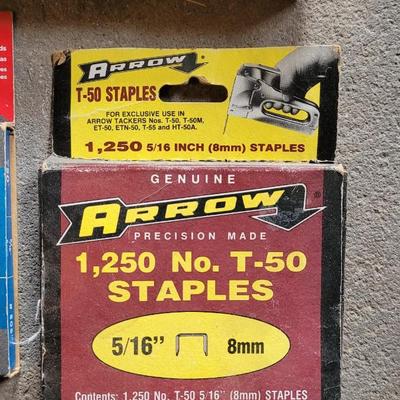 ARROW
T-50 STAPLES
FOR EXCLUSIVE USE IN
ARROW TACKERS Nos. T-50, T-50M,
ET-50, ETN-50, T-55 and HT-50A.
1,250 5/16 INCH (8mm) STAPLES
GENUINE
ARROW ®
PRECISION MADE
1,250 No. T-50
STAPLES
5/16" 8mm
Contents: 1,250 No. T-50 5/16" (8mm) STAPLES